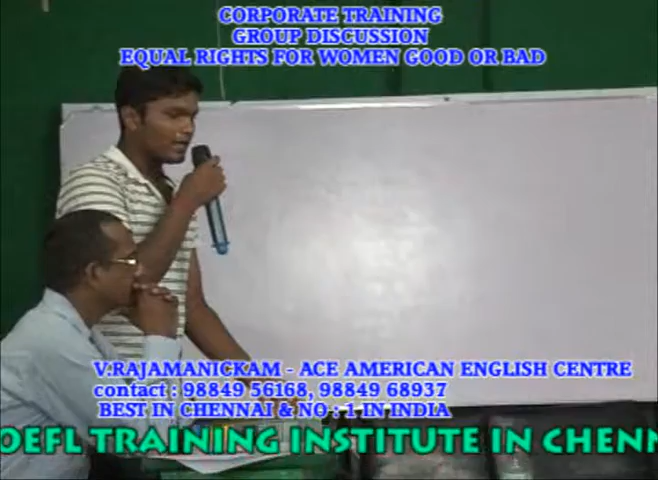 CORPORATE TRAINING
GROUP DISCUSSION
EQUAL RIGHTS FOR WOMEN GOOD OR BAD
V.RAJAMANICKAM - ACE AMERICAN ENGLISH CENTRE
contact : 98849 56168, 98849 68937
BEST IN CHENNAI & NO : 1 IN INDIA
OEFL TRAINING INSTITUTE IN CHENN